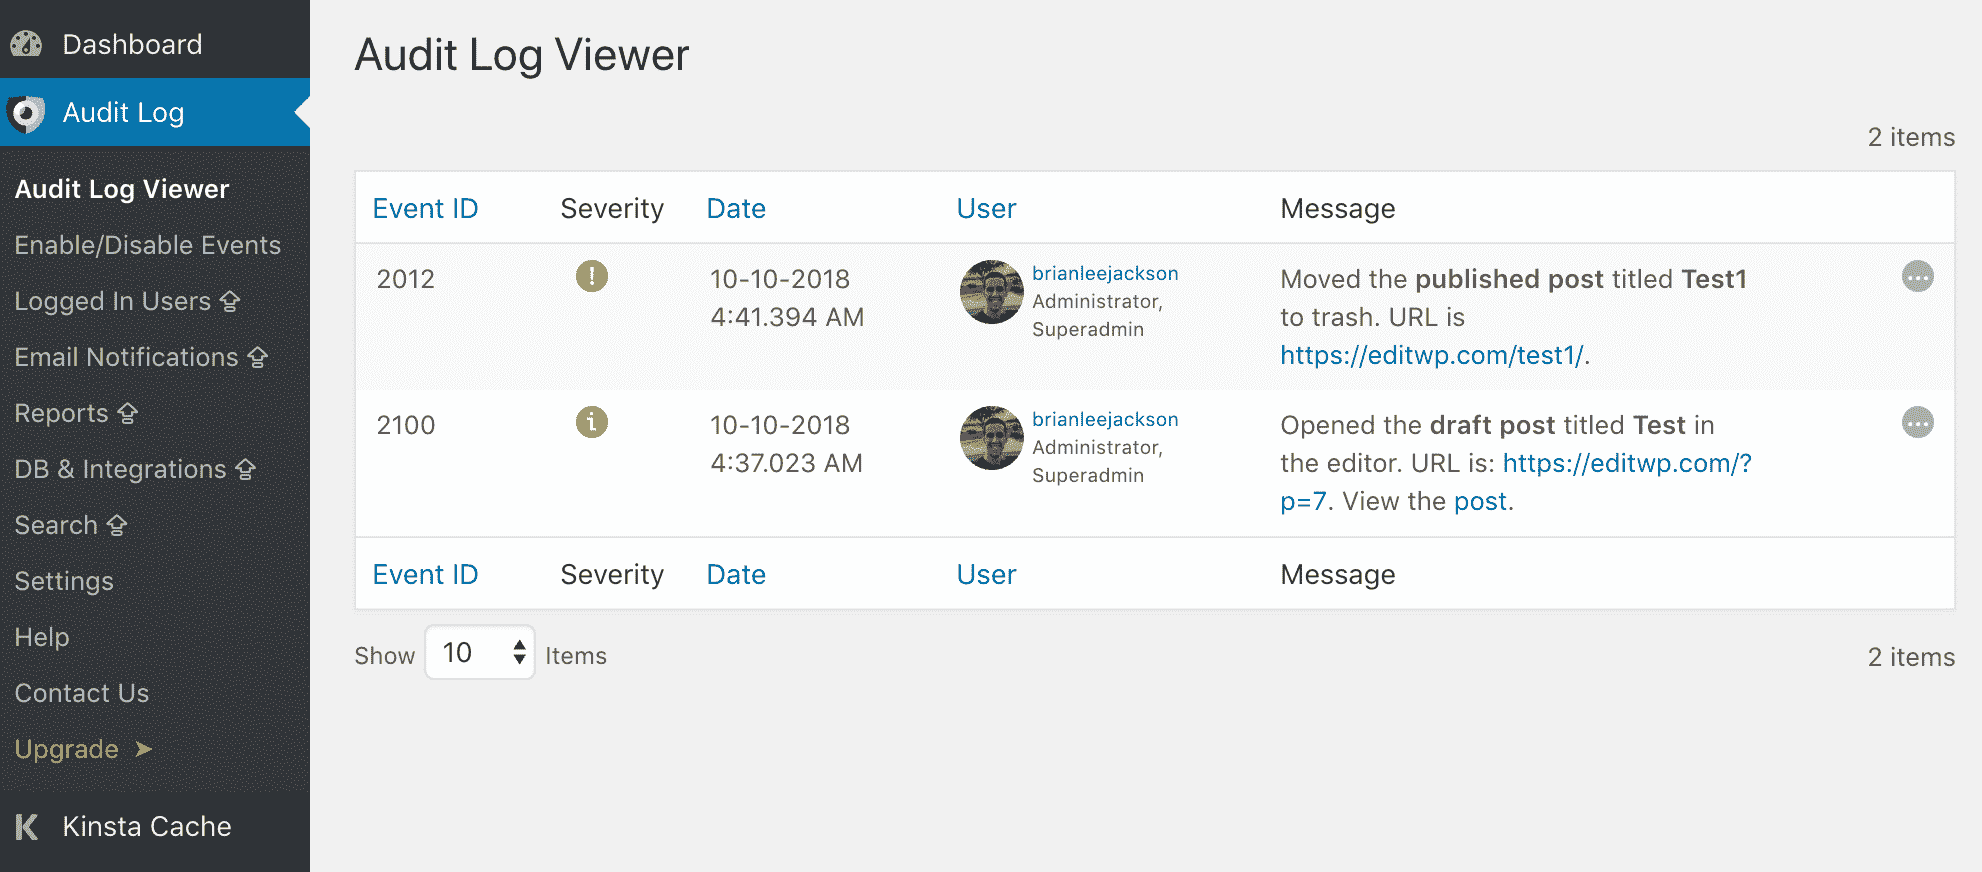 Dashboard
Audit Log
Audit Log Viewer
Enable/Disable Events
Logged In Users
Email Notifications
Reports
DB & Integrations
Search
Settings
Help
Contact Us
Upgrade
Kinsta Cache
Audit Log Viewer
2 items
Event ID Severity Date User Message
2012 10-10-2018 brianleejackson Moved the published post titled Test1
4:41.394 AM Administrator, to trash. URL is
Superadmin https://editwp.com/test1/.
2100 10-10-2018 brianleejackson Opened the draft post titled Test in
4:37.023 AM Administrator, the editor. URL is: https://editwp.com/?
Superadmin p=7. View the post.
Event ID Severity Date User Message
Show 10 Items 2 items